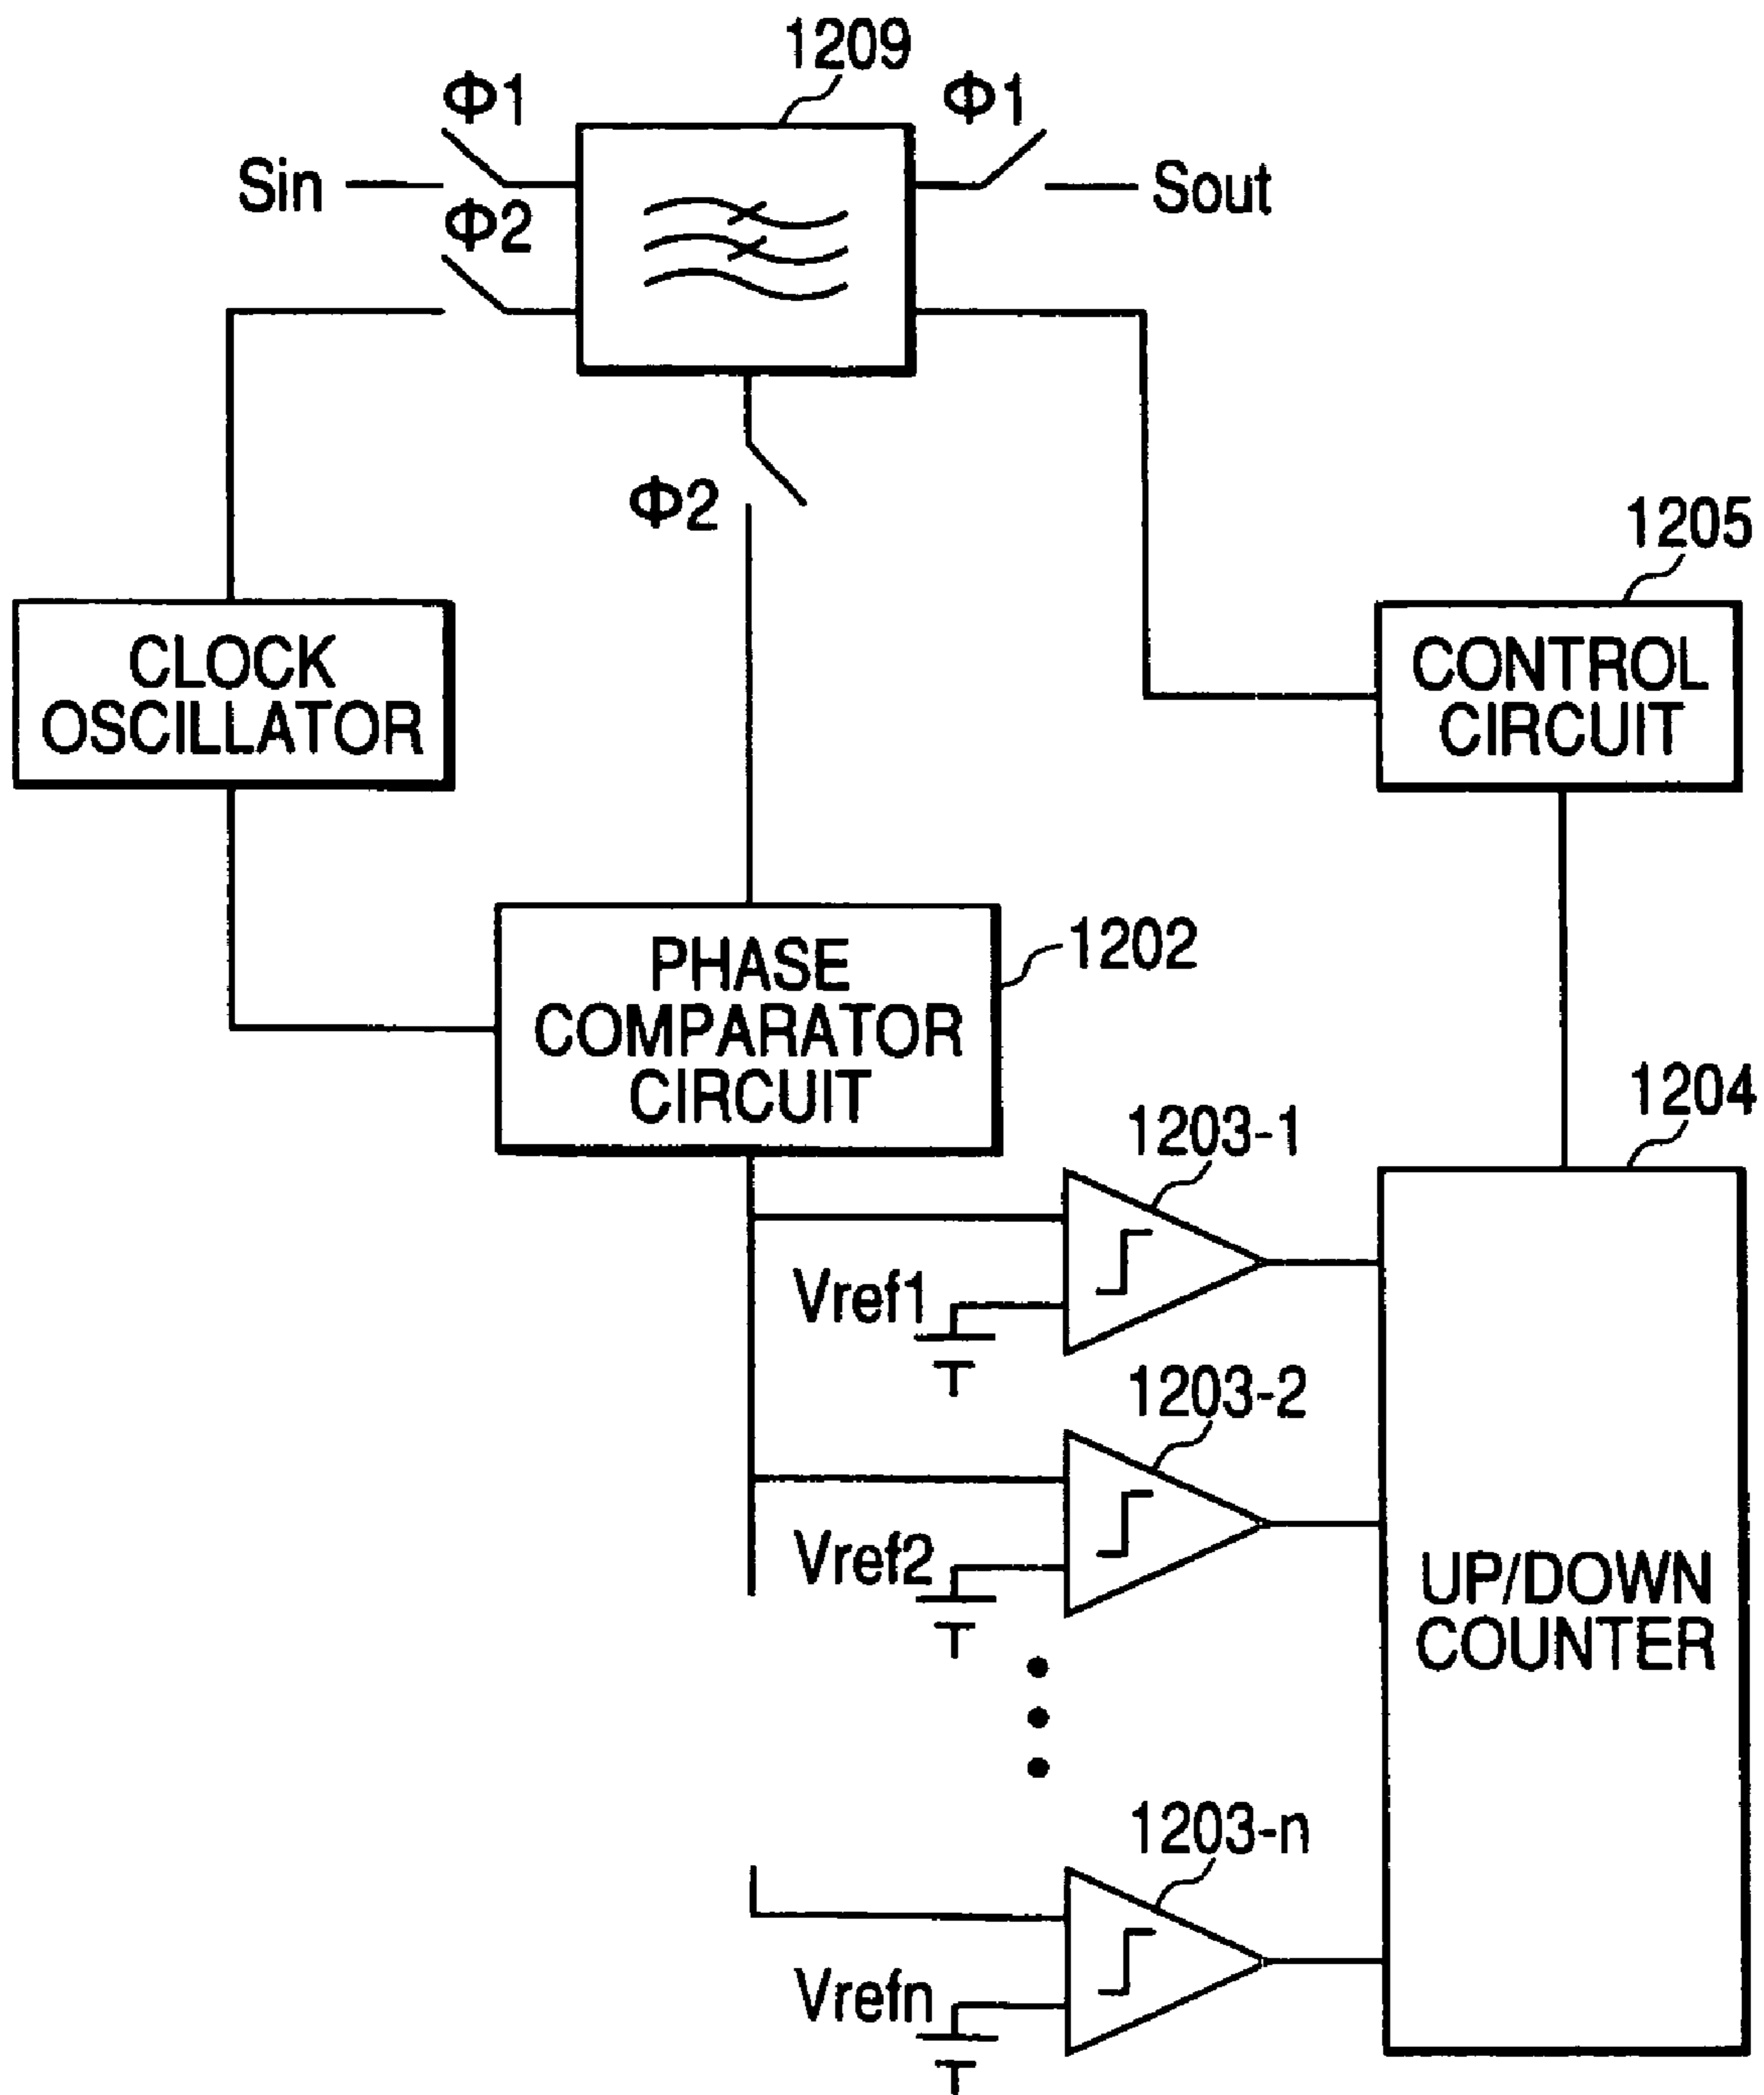 1209
Φ1
Φ1
Sin
Sout
Φ2
Φ2
1205
CLOCK
OSCILLATOR
CONTROL
CIRCUIT
1202
PHASE
COMPARATOR
CIRCUIT
1204
1203-1
Vref1
1203-2
Vref2
UP/DOWN
COUNTER
1203-n
Vrefn